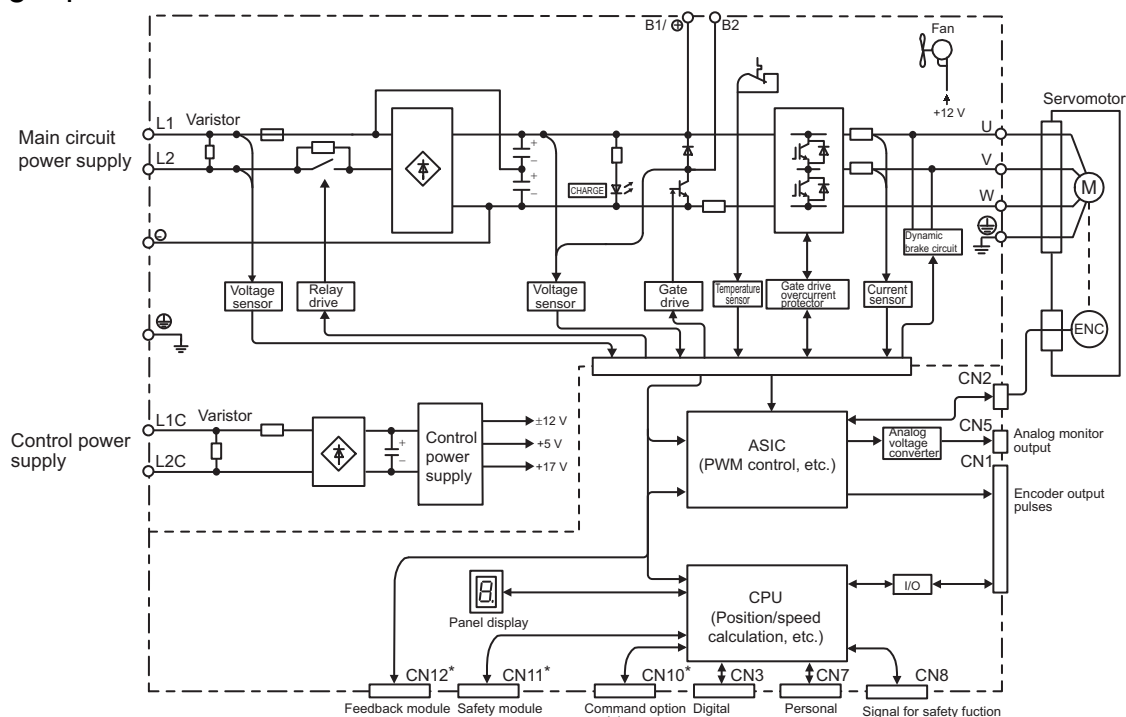 B1/ ⊕
B2
Fan
+12 V
Servomotor
Main circuit
power supply
L1
Varistor
L2
+
−
+
−
CHARGE
U
V
W
M
Dynamic
brake circuit
Voltage
sensor
Relay
drive
Voltage
sensor
Gate
drive
Temperature
sensor
Gate drive
overcurrent
protector
Current
sensor
ENC
CN2
Control power
supply
L1C
Varistor
L2C
+
−
Control
power
supply
±12 V
+5 V
+17 V
ASIC
(PWM control, etc.)
Analog
voltage
converter
CN5
Analog monitor
output
CN1
Encoder output
pulses
8.
Panel display
CPU
(Position/speed
calculation, etc.)
I/O
CN12*
CN11*
CN10*
CN3
CN7
CN8
Feedback module
Safety module
Command option
Digital
Personal
Signal for safety fuction